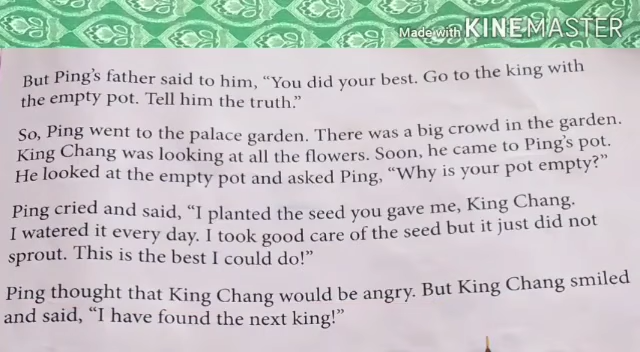 Made with KINEMASTER
But Ping's father said to him, "You did your best. Go to the king with
the empty pot. Tell him the truth."
So, Ping went to the palace garden. There was a big crowd in the garden.
King Chang was looking at all the flowers. Soon, he came to Ping's pot.
He looked at the empty pot and asked Ping, "Why is your pot empty?"
Ping cried and said, "I planted the seed you gave me, King Chang.
I watered it every day. I took good care of the seed but it just did not
sprout. This is the best I could do!"
Ping thought that King Chang would be angry. But King Chang smiled
and said, "I have found the next king!"